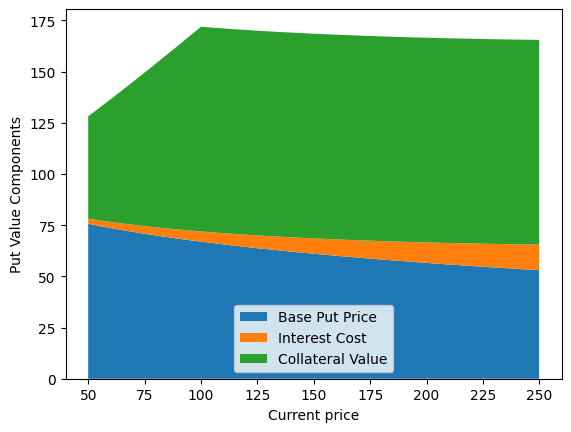 Put Value Components
175
150
125
100
75
50
25
0
Base Put Price
Interest Cost
Collateral Value
50 75 100 125 150 175 200 225 250
Current price